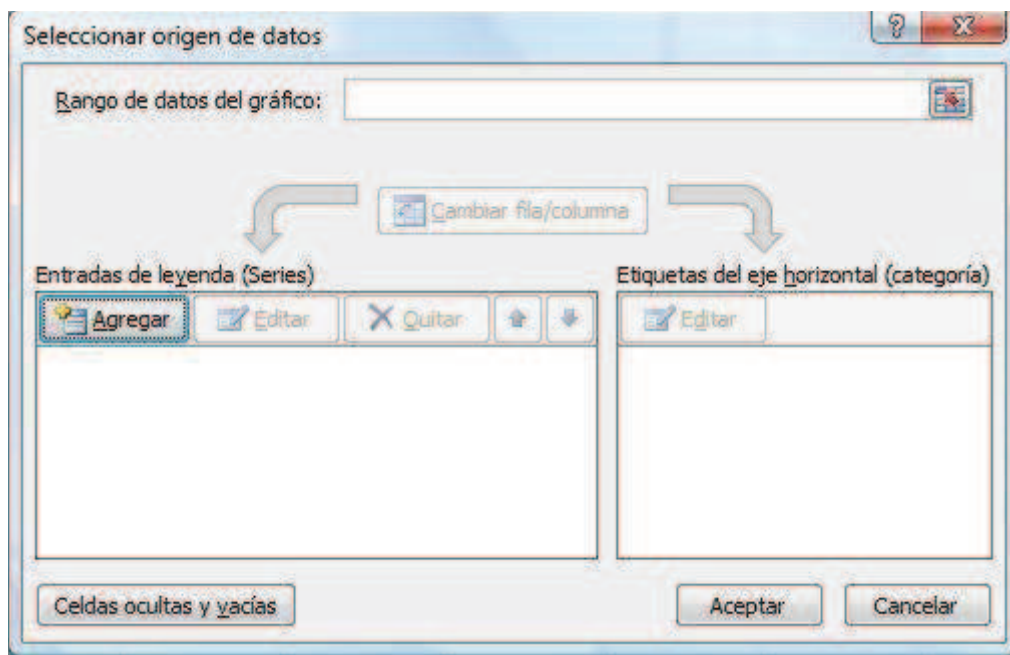 Seleccionar origen de datos
Rango de datos del gráfico:
Cambiar fila/columna
Entradas de leyenda (Series)
Etiquetas del eje horizontal (categoría)
Agregar Editar Quitar
Editar
Celdas ocultas y vacías
Aceptar Cancelar